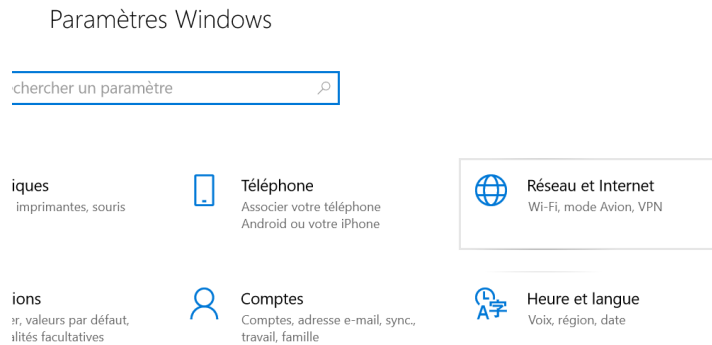 Paramètres Windows
chercher un paramètre
iques
imprimantes, souris
Téléphone
Associer votre téléphone
Android ou votre iPhone
Réseau et Internet
Wi-Fi, mode Avion, VPN
ions
er, valeurs par défaut,
alités facultatives
Comptes
Comptes, adresse e-mail, sync.,
travail, famille
Heure et langue
Voix, région, date